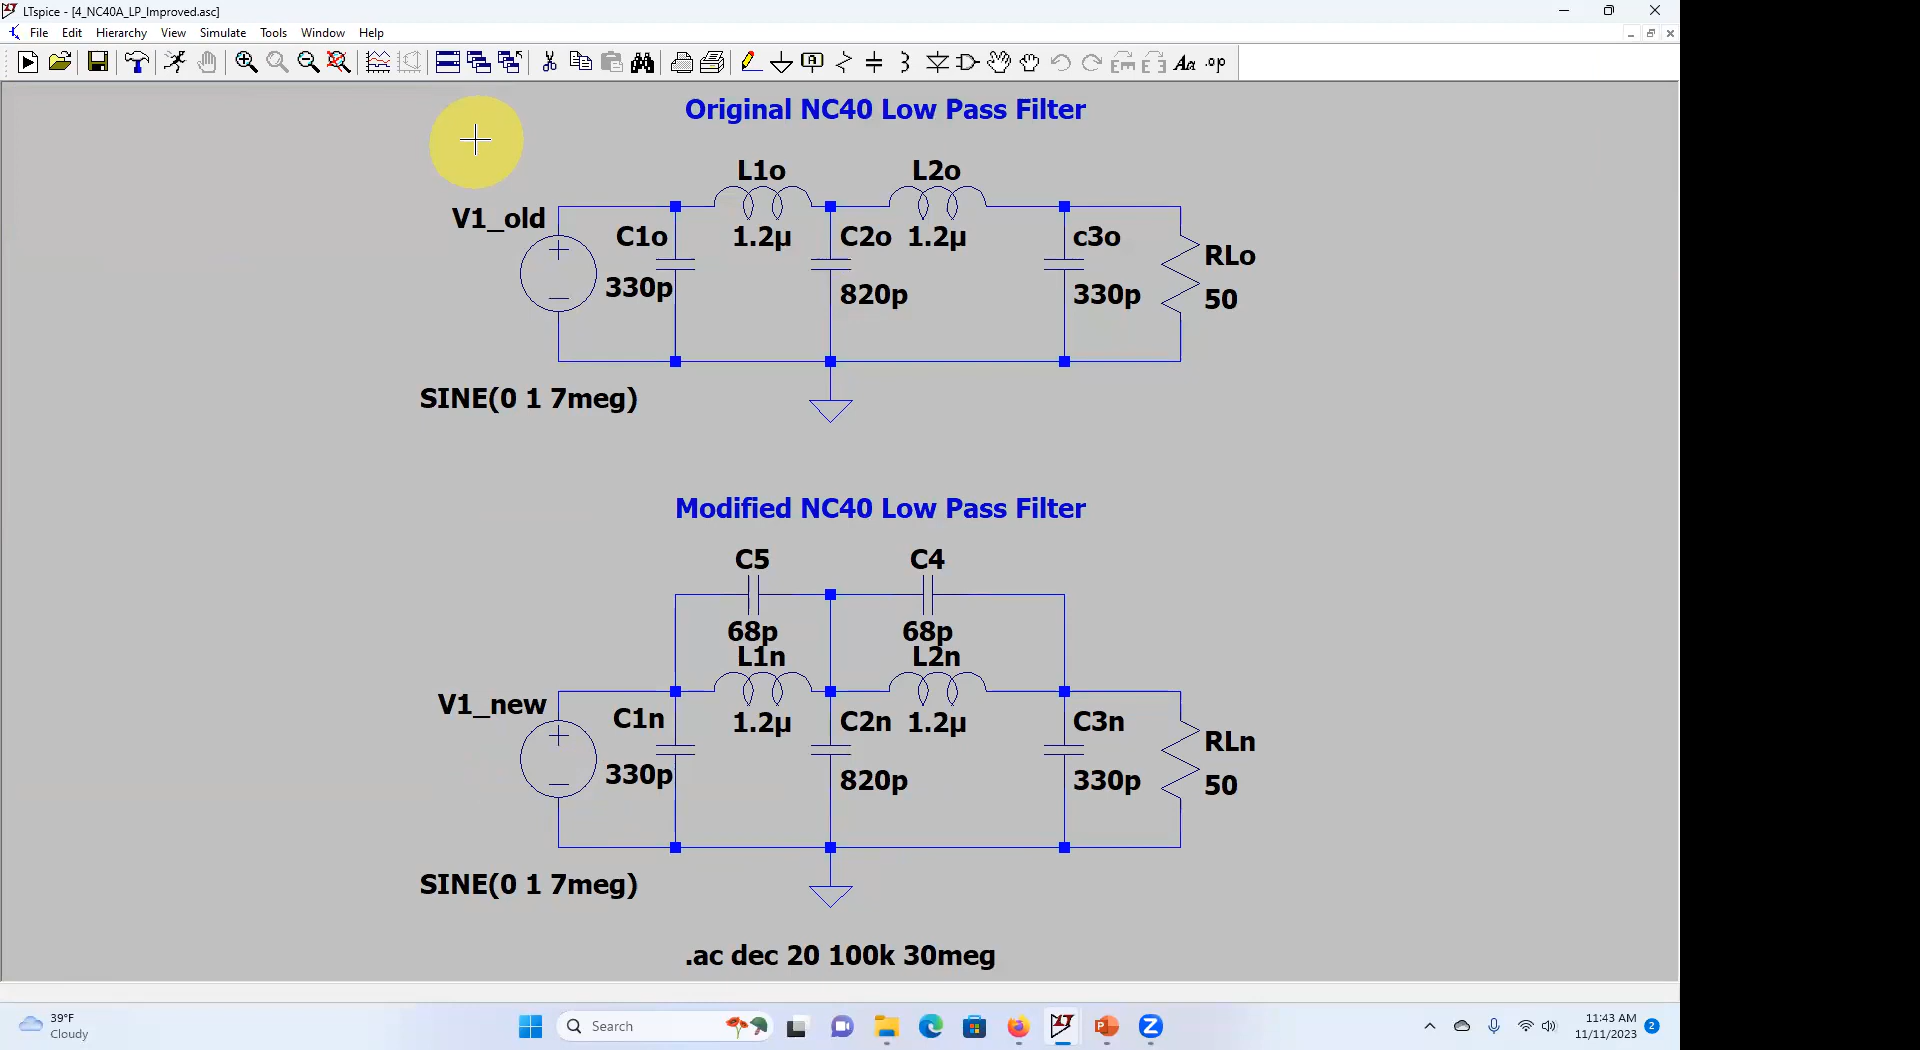 LTspice - [4_NC40A_LP_Improved.asc]
File Edit Hierarchy View Simulate Tools Window Help
A Aa .op
Original NC40 Low Pass Filter
L1o L2o
V1_old
C1o 1.2µ C2o 1.2µ c3o
RLo
330p 820p 330p 50
SINE(0 1 7meg)
Modified NC40 Low Pass Filter
C5 C4
68p 68p
L1n L2n
V1_new
C1n 1.2µ C2n 1.2µ C3n
RLn
330p 820p 330p 50
SINE(0 1 7meg)
.ac dec 20 100k 30meg
39°F
Cloudy
Search
11:43 AM
11/11/2023
2